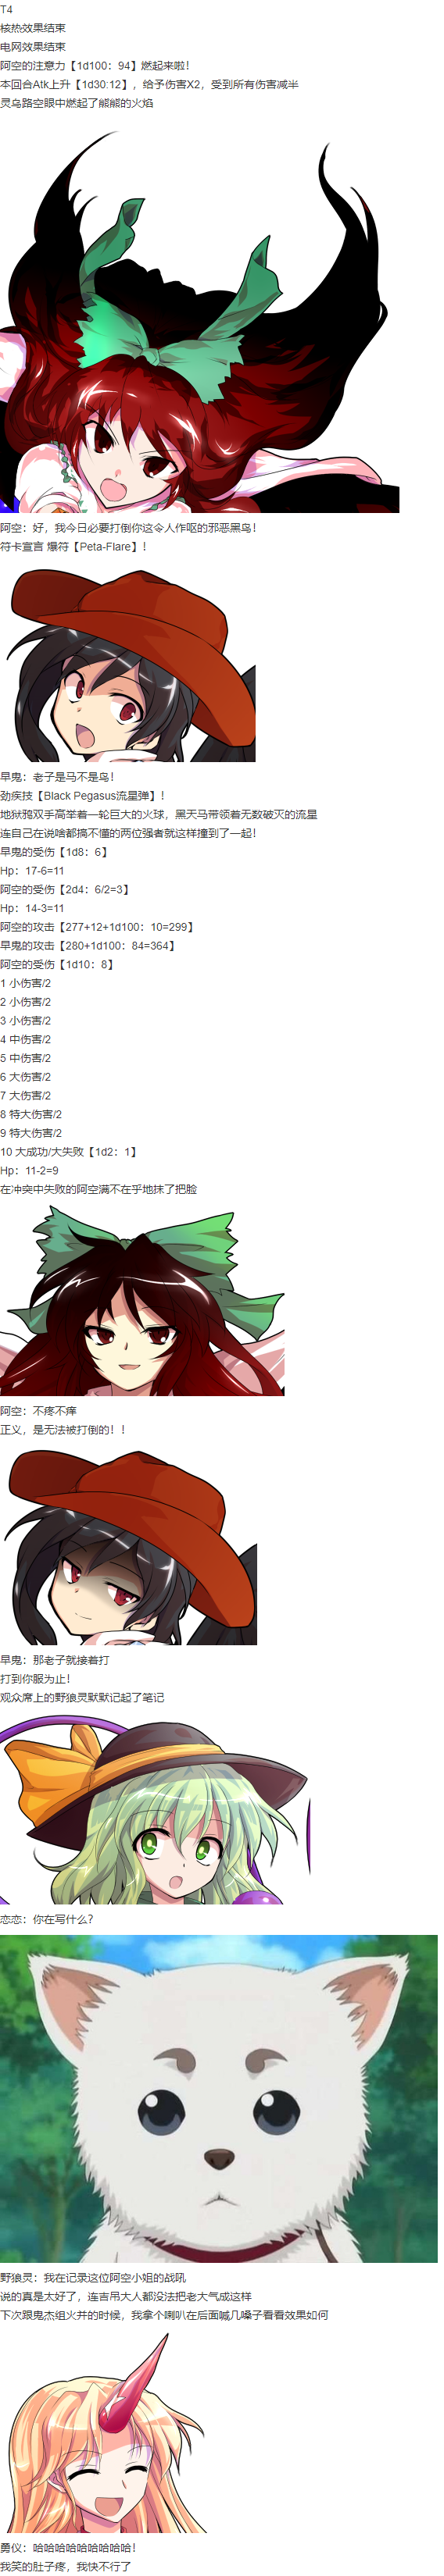 T4
核热效果结束
电网效果结束
阿空的注意力【1d100：94】燃起来啦！
本回合Atk上升【1d30:12】，给予伤害X2，受到所有伤害减半
灵乌路空眼中燃起了熊熊的火焰
阿空：好，我今日必要打倒你这令人作呕的邪恶黑鸟！
符卡宣言 爆符【Peta-Flare】！
早鬼：老子是马不是鸟！
劲疾技【Black Pegasus流星弹】！
地狱鸦双手高举着一轮巨大的火球，黑天马带领着无数破灭的流星
连自己在说啥都搞不懂的两位强者就这样撞到了一起！
早鬼的受伤【1d8：6】
Hp：17-6=11
阿空的受伤【2d4：6/2=3】
Hp：14-3=11
阿空的攻击【277+12+1d100：10=299】
早鬼的攻击【280+1d100：84=364】
阿空的受伤【1d10：8】
1 小伤害/2
2 小伤害/2
3 小伤害/2
4 中伤害/2
5 中伤害/2
6 大伤害/2
7 大伤害/2
8 特大伤害/2
9 特大伤害/2
10 大成功/大失败【1d2：1】
Hp：11-2=9
在冲突中失败的阿空满不在乎地抹了把脸
阿空：不疼不痒
正义，是无法被打倒的！！
早鬼：那老子就接着打
打到你服为止！
观众席上的野狼灵默默记起了笔记
恋恋：你在写什么？
野狼灵：我在记录这位阿空小姐的战吼
说的真是太好了，连吉吊大人都没法把老大气成这样
下次跟鬼杰组火并的时候，我拿个喇叭在后面喊几嗓子看看效果如何
勇仪：哈哈哈哈哈哈哈哈哈！
我笑的肚子疼，我快不行了